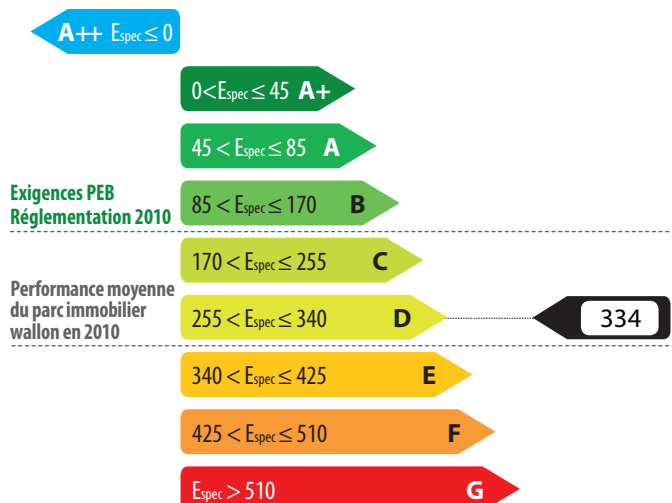 A++ Espec ≤ 0
0<Espec ≤ 45 A+
45 < Espec ≤ 85 A
Exigences PEB
Réglementation 2010
85 < Espec ≤ 170 B
170 < Espec ≤ 255 C
Performance moyenne
du parc immobilier
wallon en 2010
255 < Espec ≤ 340 D
334
340 < Espec ≤ 425 E
425 < Espec ≤ 510 F
Espec > 510 G